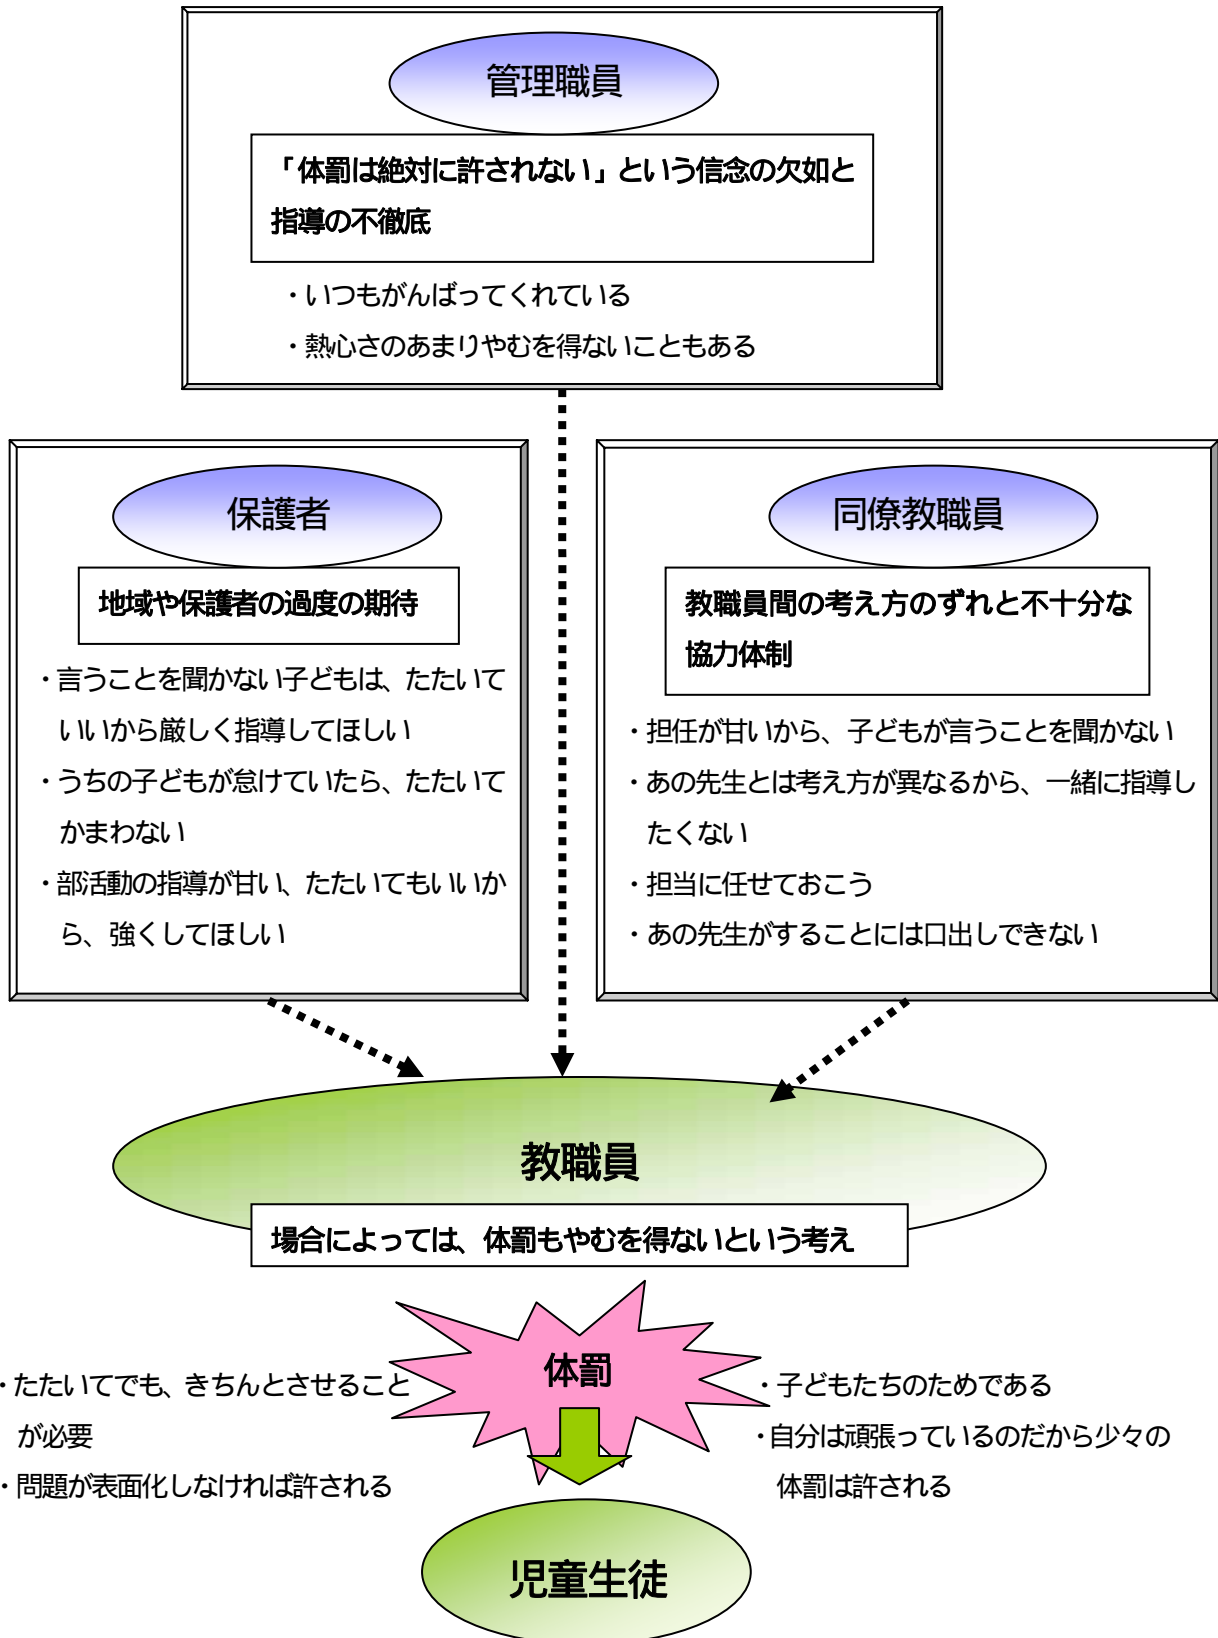 管理職員
「体罰は絶対に許されない」という信念の欠如と
指導の不徹底
・いつもがんばってくれている
・熱心さのあまりやむを得ないこともある
保護者
地域や保護者の過度の期待
・言うことを聞かない子どもは、たたいて
いいから厳しく指導してほしい
・うちの子どもが怠けていたら、たたいて
かまわない
・部活動の指導が甘い、たたいてもいいか
ら、強くしてほしい
同僚教職員
教職員間の考え方のずれと不十分な
協力体制
・担任が甘いから、子どもが言うことを聞かない
・あの先生とは考え方が異なるから、一緒に指導し
たくない
・担当に任せておこう
・あの先生がすることには口出しできない
教職員
場合によっては、体罰もやむを得ないという考え
体罰
・たたいてでも、きちんとさせること
が必要
・問題が表面化しなければ許される
・子どもたちのためである
・自分は頑張っているのだから少々の
体罰は許される
児童生徒